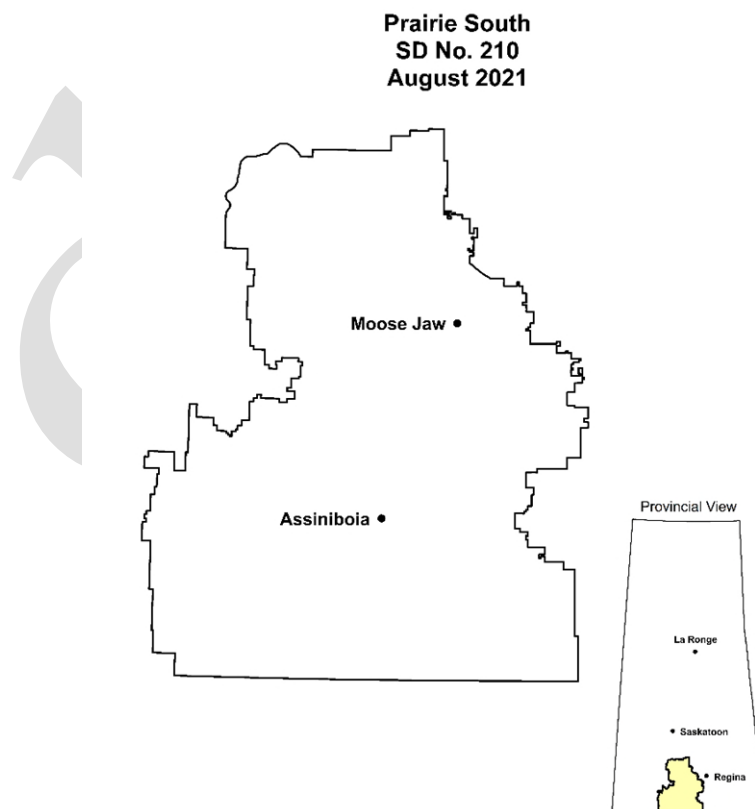 Prairie South
SD No. 210
August 2021
Moose Jaw
Assiniboia
Provincial View
La Ronge
Saskatoon
Regina